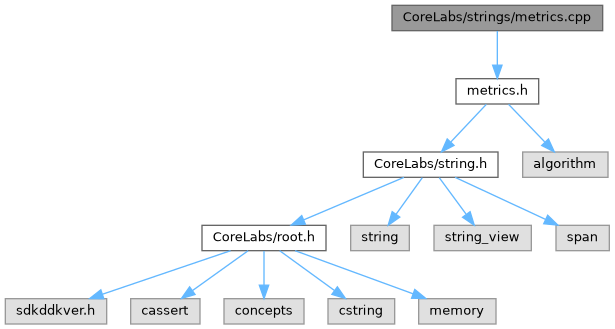 CoreLabs/strings/metrics.cpp
metrics.h
CoreLabs/string.h
algorithm
CoreLabs/root.h
string
string_view
span
sdkddkver.h
cassert
concepts
cstring
memory